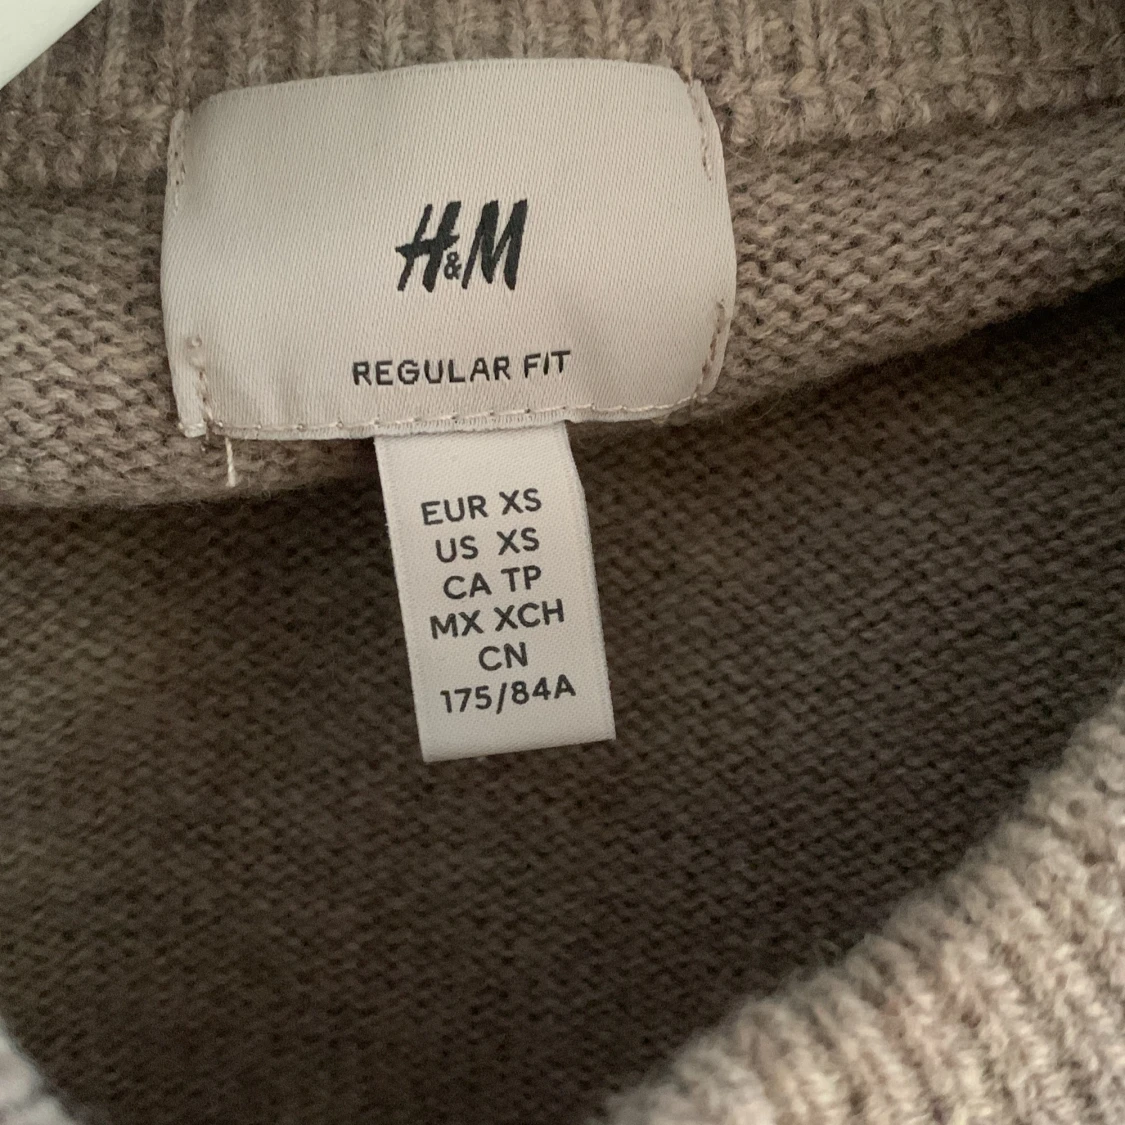 H&M
REGULAR FIT
EUR XS
US XS
CA TP
MX XCH
CN
175/84A